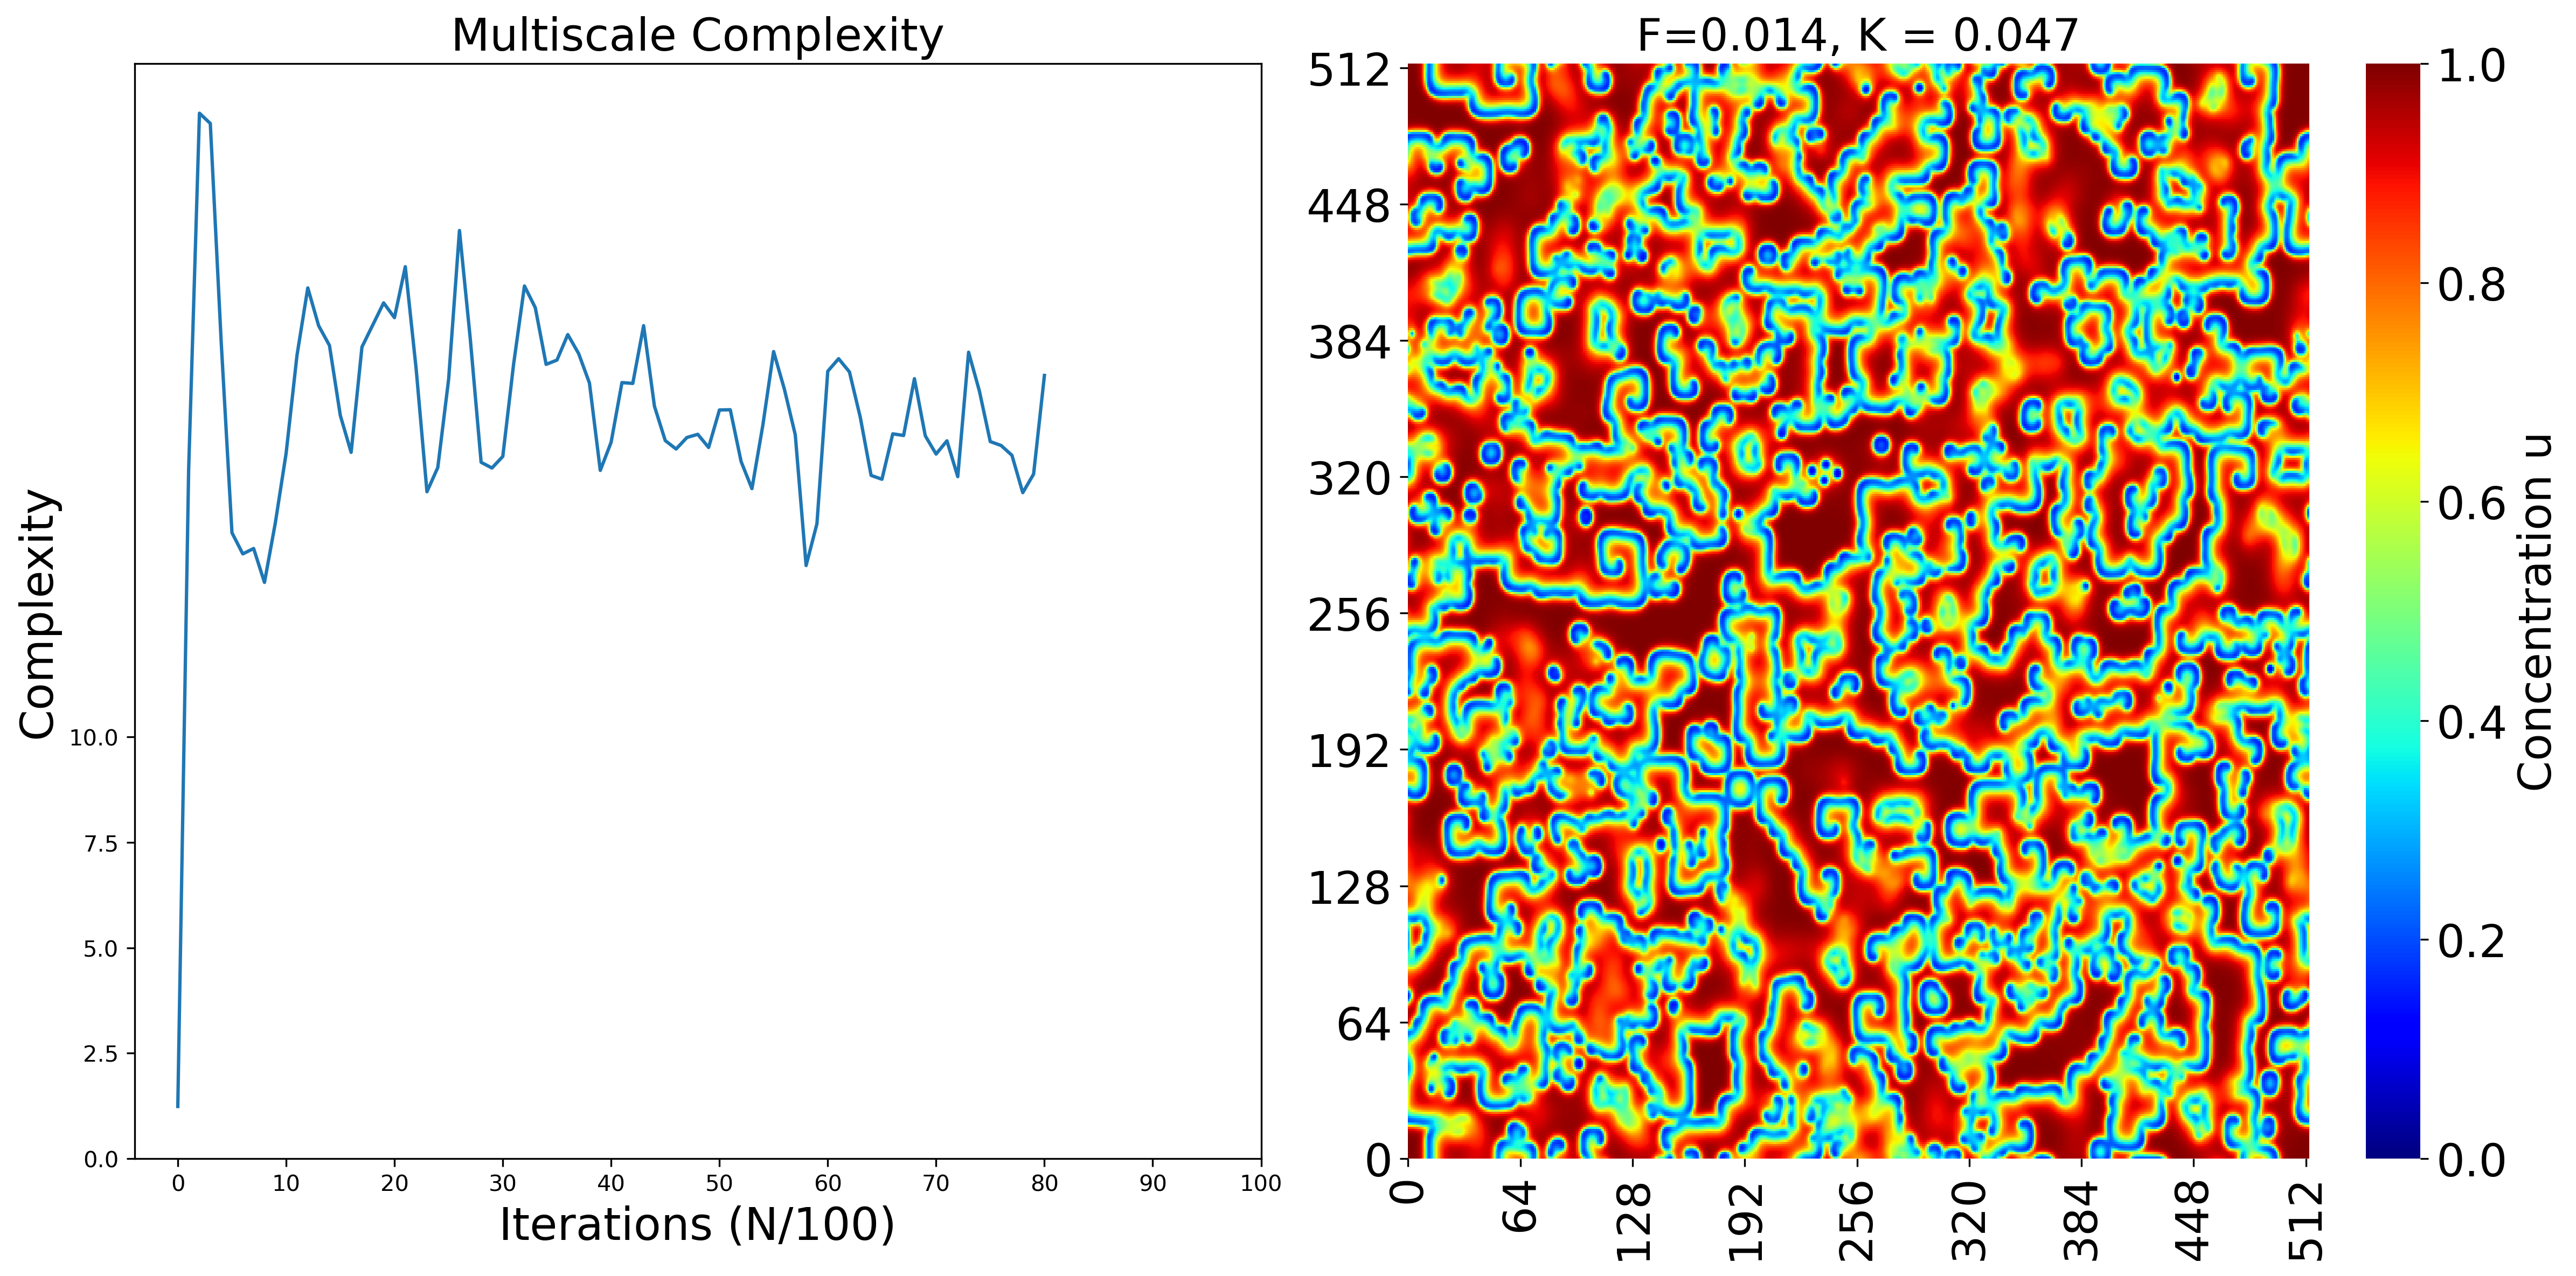 Multiscale Complexity
Complexity
10.0
7.5
5.0
2.5
0.0
0 10 20 30 40 50 60 70 80 90 100
Iterations (N/100)
F=0.014, K = 0.047
512
448
384
320
256
192
128
64
0
0 64 128 192 256 320 384 448 512
1.0
0.8
0.6
0.4
0.2
0.0
Concentration u